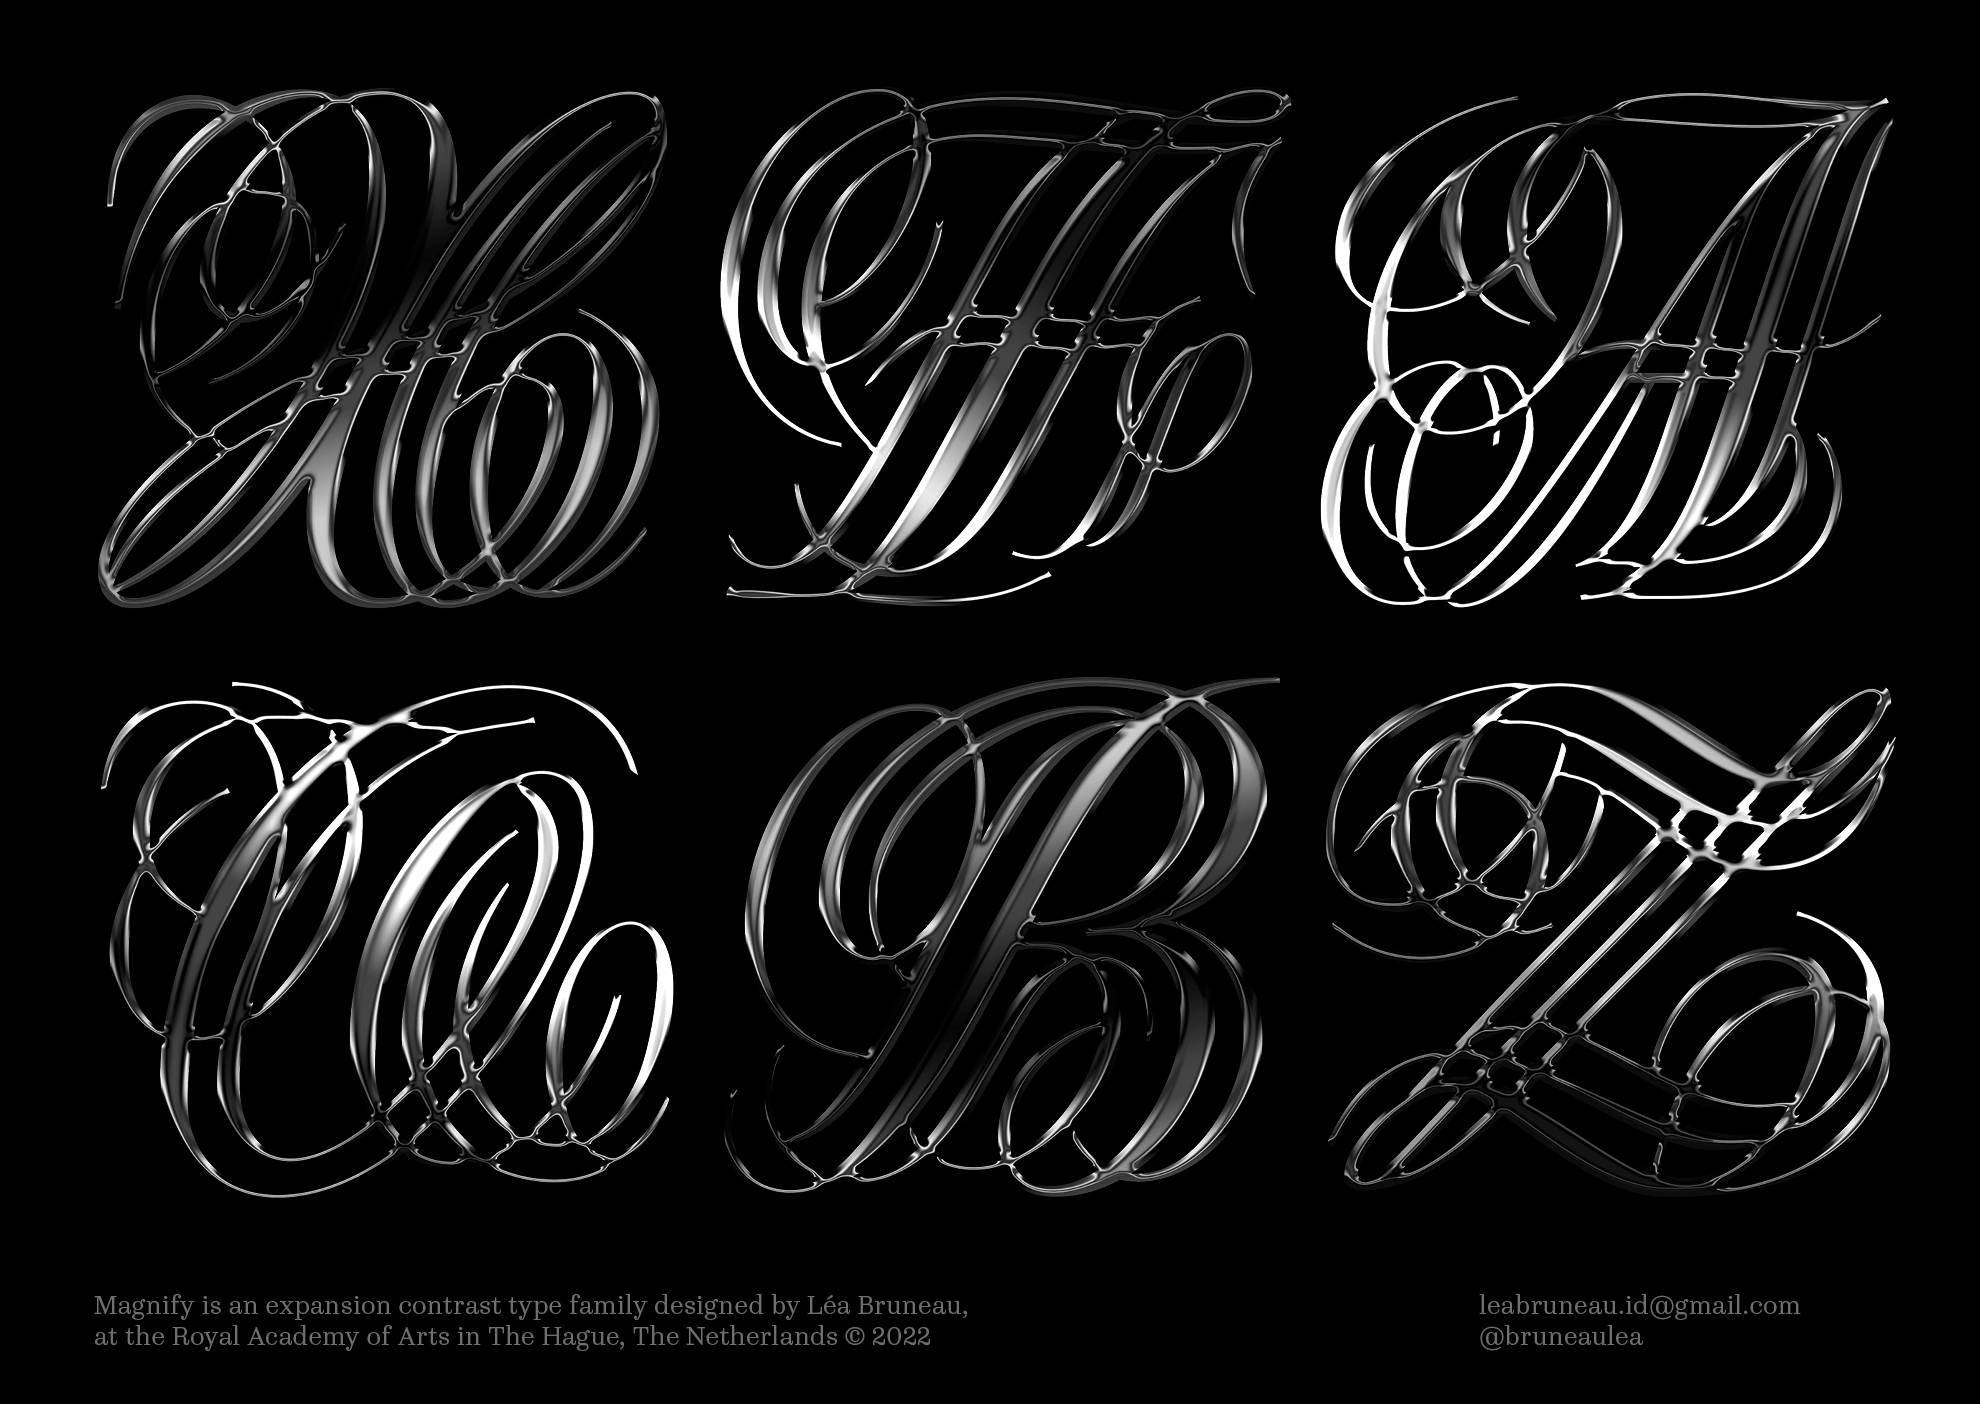 X F A
B Z
Magnify is an expansion contrast type family designed by Léa Bruneau,
at the Royal Academy of Arts in The Hague, The Netherlands © 2022
leabruneau.id@gmail.com
@bruneaulea